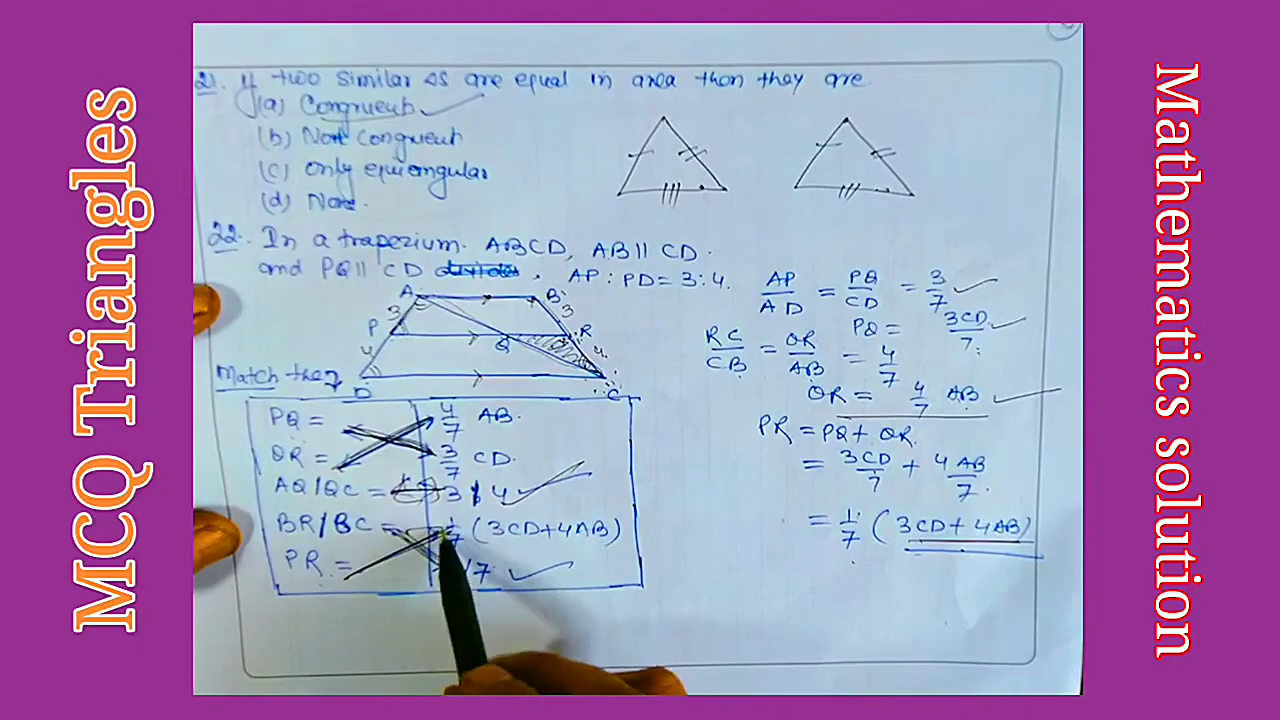 MCQ Triangles
21. If two similar △s are equal in area then they are
(a) Congruent
(b) Not congruent
(c) Only equiangular
(d) None.
22. In a trapezium. ABCD, AB || CD.
and PQ || CD , AP : PD = 3 : 4.
A B
3 3
P Q R
4 4
D C
Match the
PQ = 4/7 AB.
QR = 3/7 CD.
AQ/QC = 3/4
BR/BC = 1/7 (3CD+4AB)
PR = /7
AP/AD = PQ/CD = 3/7
PQ = 3CD/7
RC/CB = QR/AB = 4/7
QR = 4/7 AB
PR = PQ + QR.
= 3CD/7 + 4AB/7.
= 1/7 (3CD + 4AB)
Mathematics solution